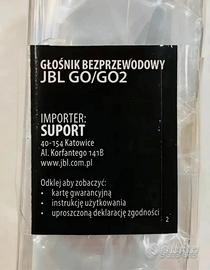 GŁOŚNIK BEZPRZEWODOWY
JBL GO/GO2
IMPORTER:
SUPORT
40-154 Katowice
Al. Korfantego 141B
www.jbl.com.pl
Odklej aby zobaczyć:
• kartę gwarancyjną
• instrukcję użytkowania
• uproszczoną deklarację zgodności
2